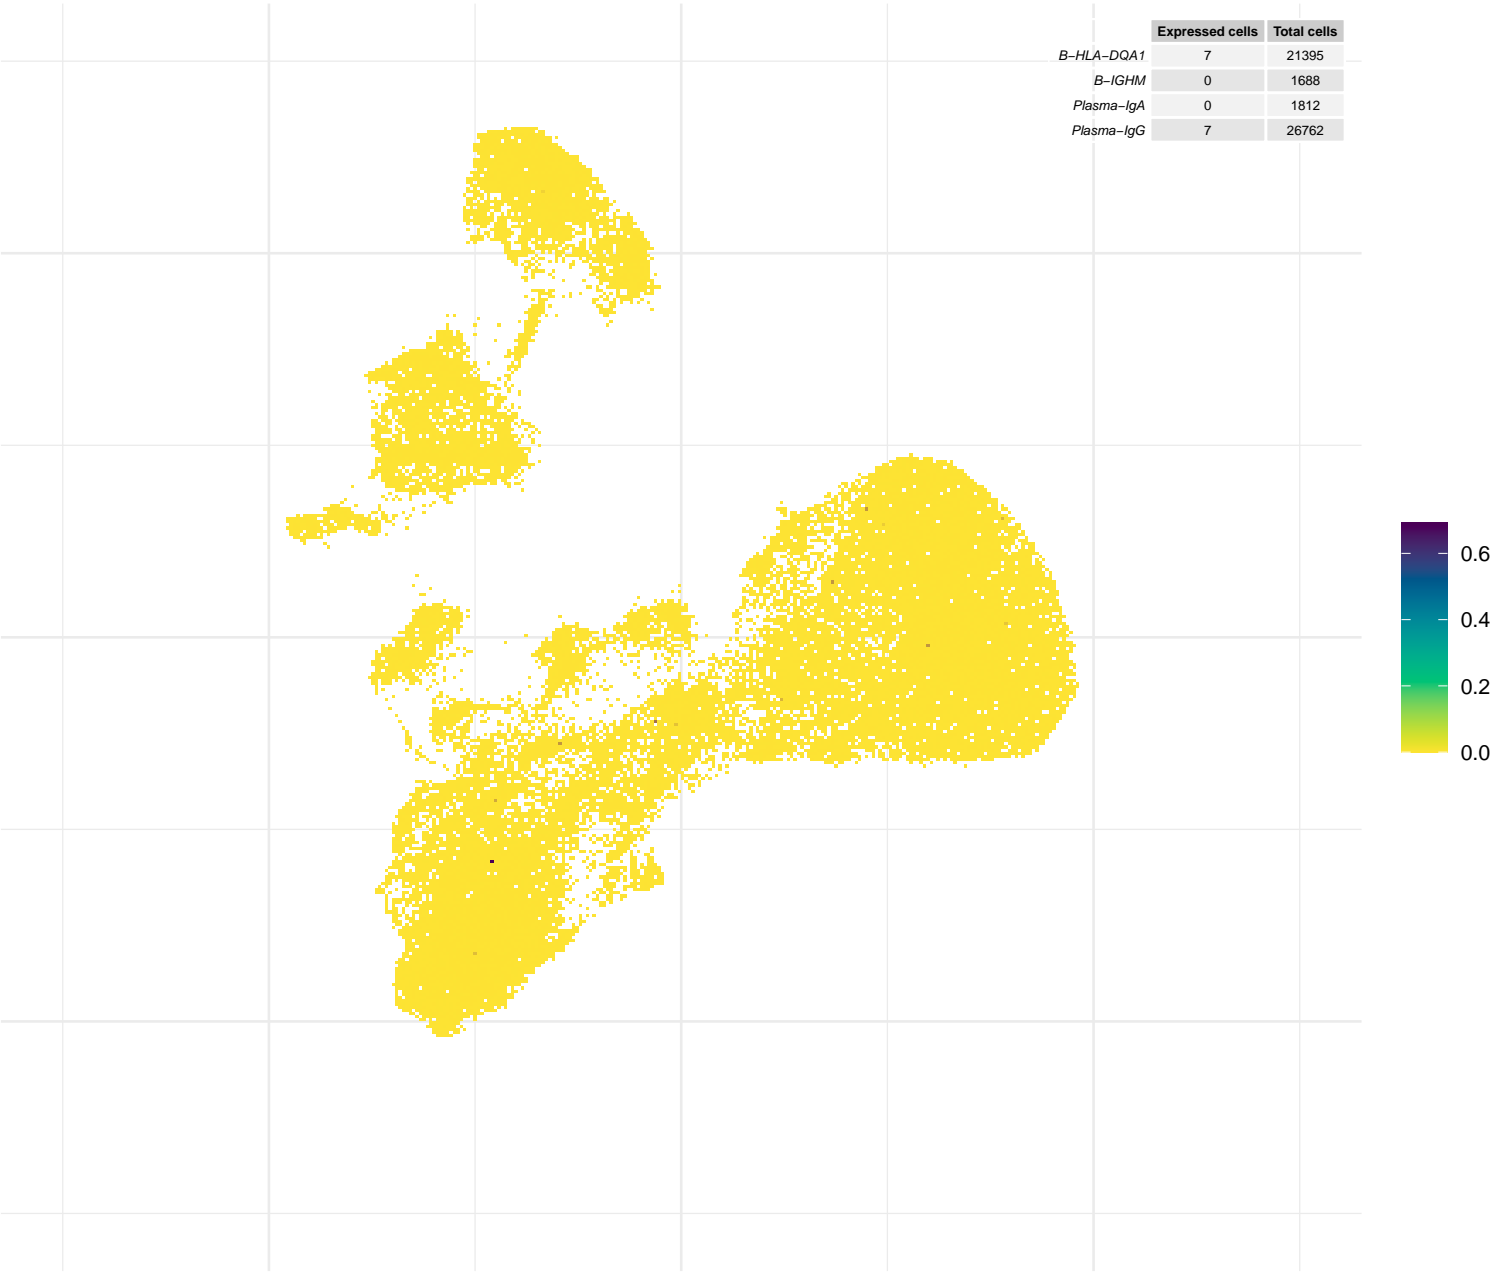 Expressed cells Total cells
B−HLA−DQA1 7 21395
B−IGHM 0 1688
Plasma−IgA 0 1812
Plasma−IgG 7 26762
0.6
0.4
0.2
0.0